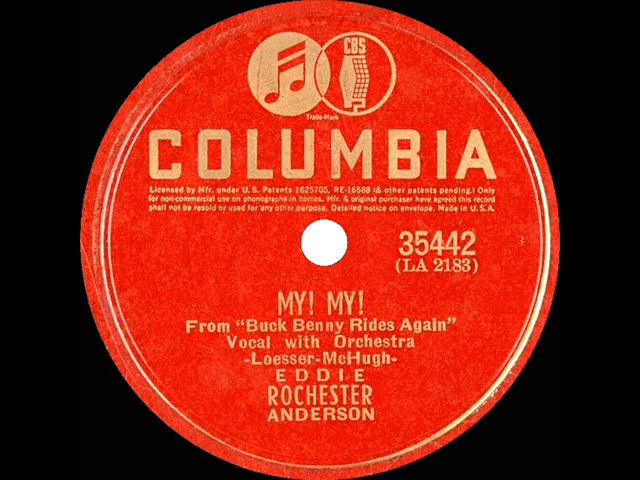 CBS
Trade-Mark
COLUMBIA
Licensed by Mfr. under U.S. Patents 1625705, RE-16588 (& other patents pending.) Only
for non-commercial use on phonographs in homes. Mfr. & original purchaser have agreed this record
shall not be resold or used for any other purpose. Detailed notice on envelope. Made in U.S.A.
35442
(LA 2183)
MY! MY!
From "Buck Benny Rides Again"
Vocal with Orchestra
-Loesser-McHugh-
EDDIE
ROCHESTER
ANDERSON